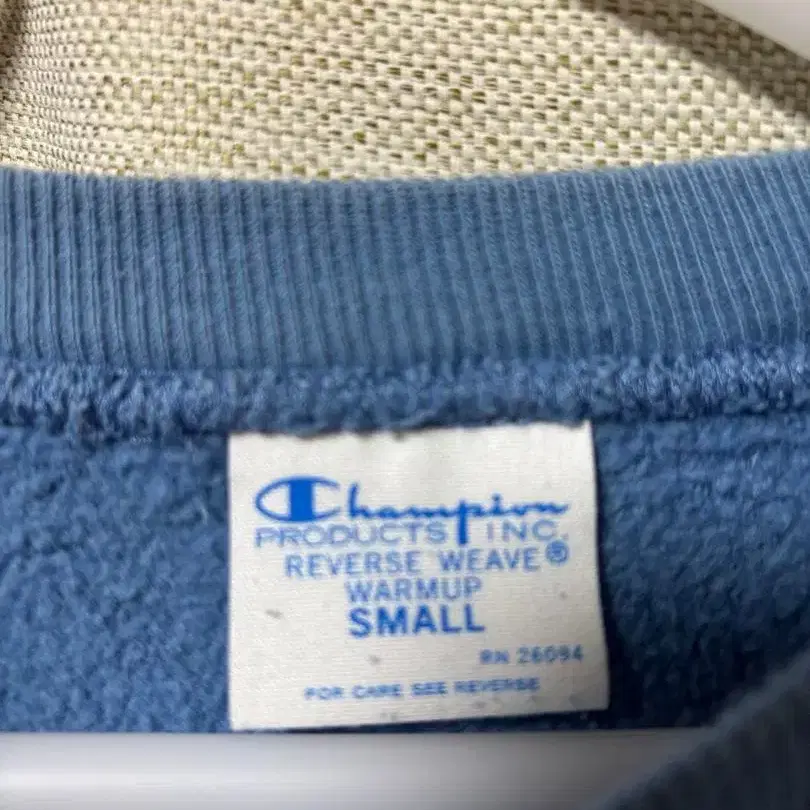 Champion
PRODUCTS INC.
REVERSE WEAVE®
WARMUP
SMALL
RN 26094
FOR CARE SEE REVERSE